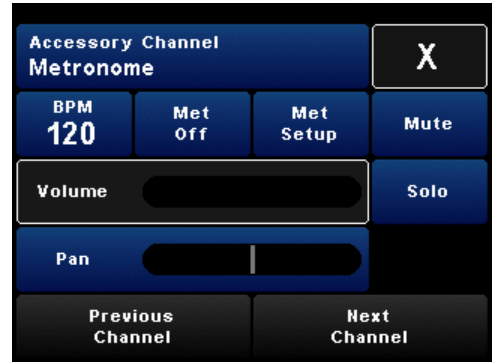 Accessory Channel
Metronome
X
BPM
120
Met
Off
Met
Setup
Mute
Volume
Solo
Pan
Previous
Channel
Next
Channel